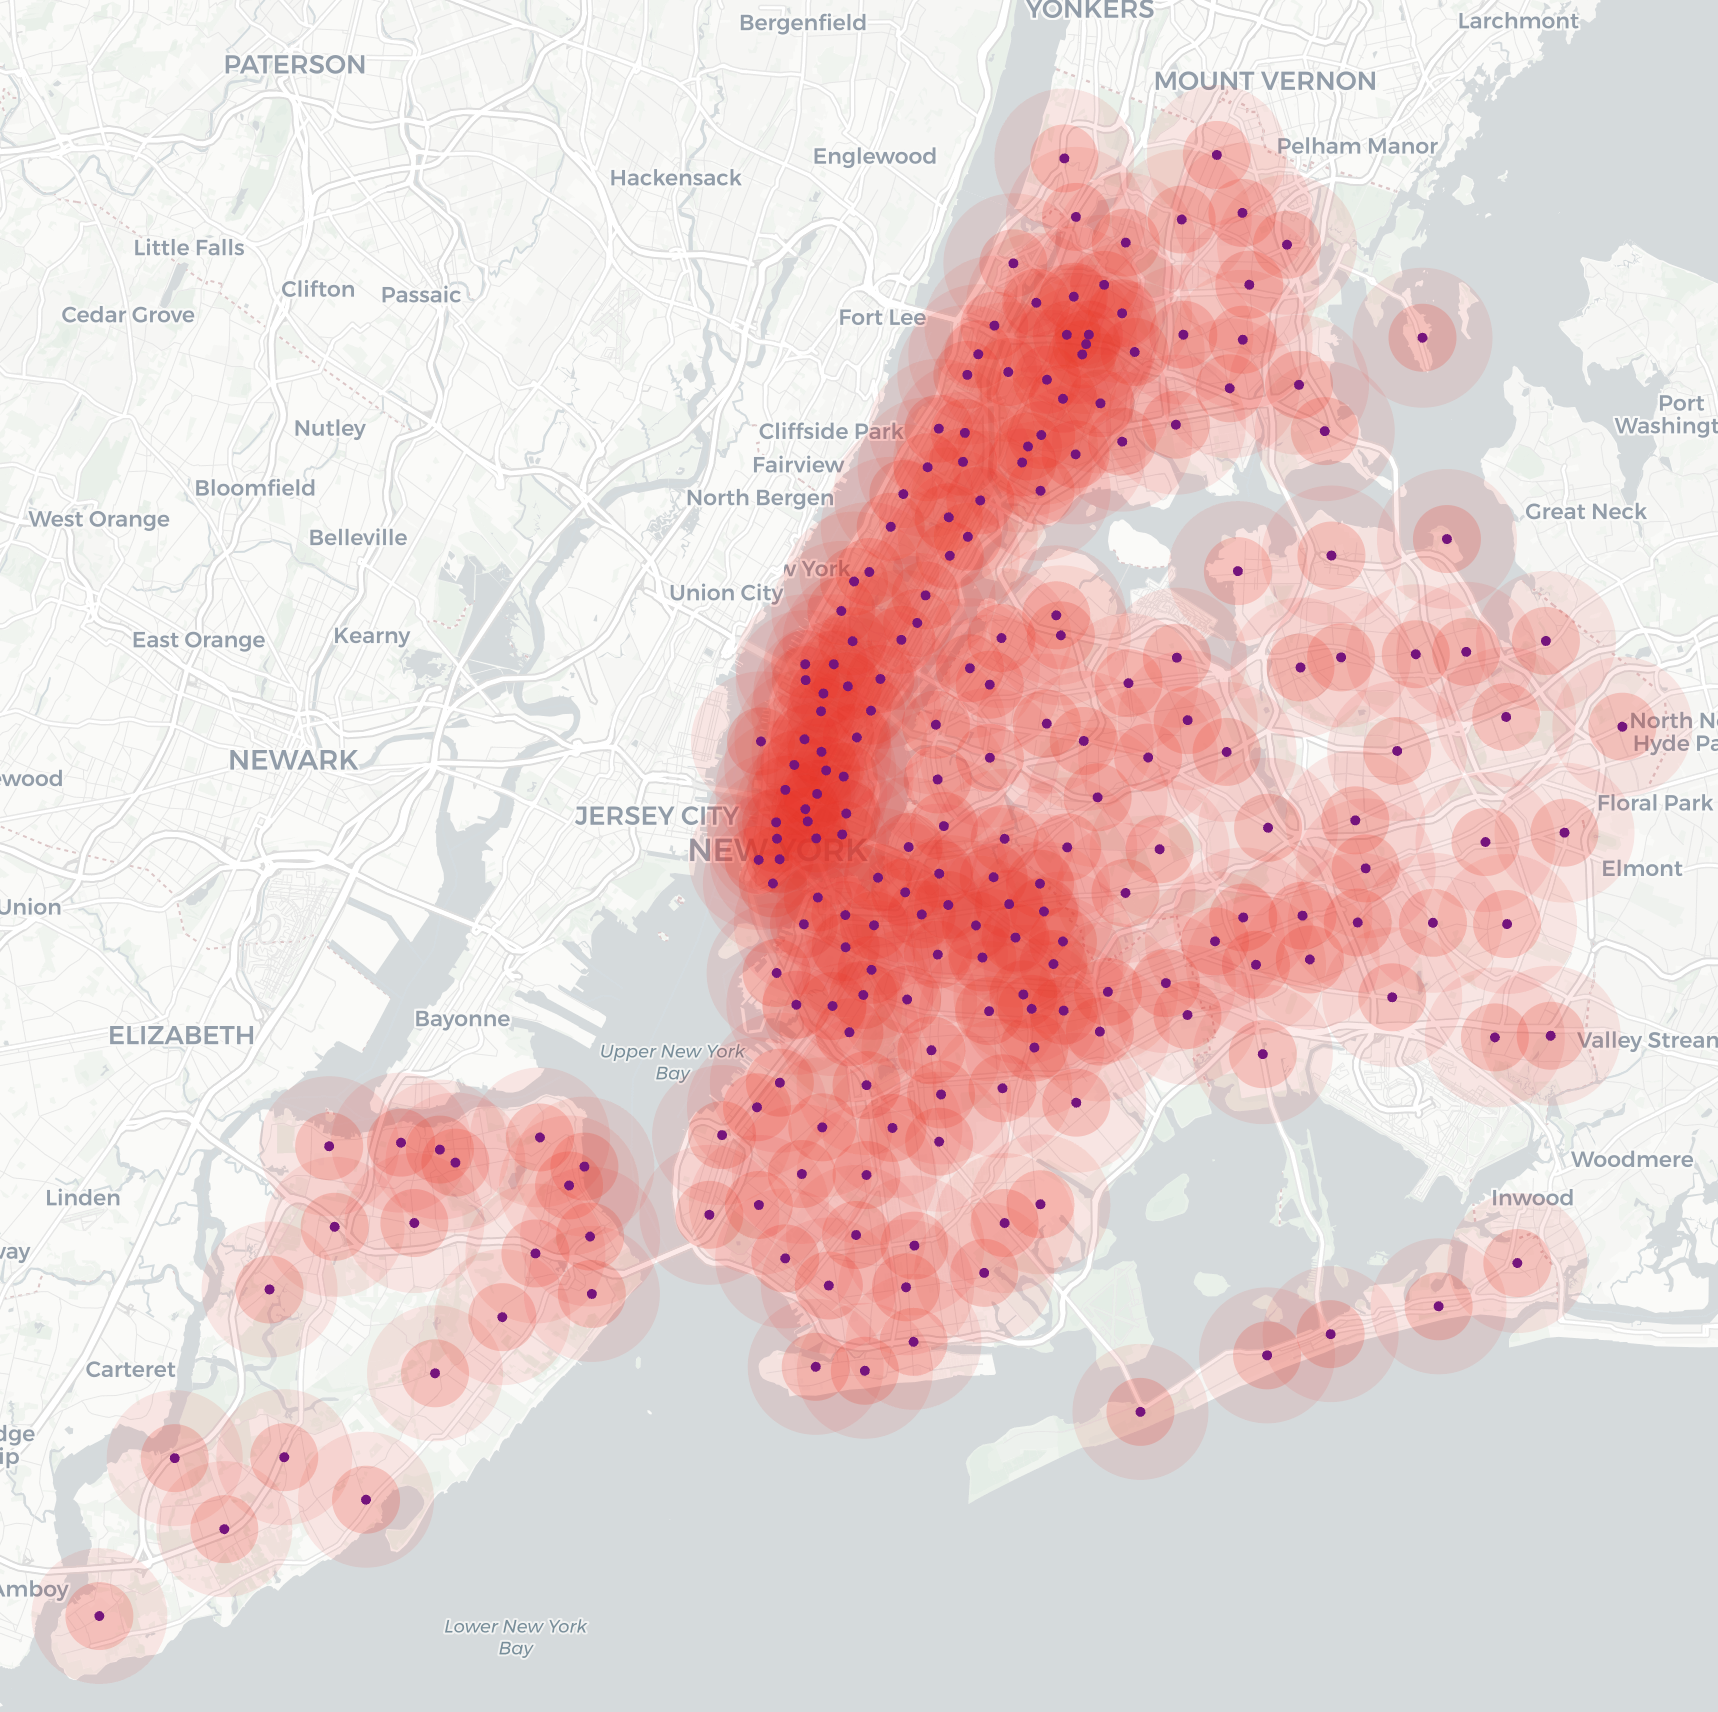 YONKERS
Bergenfield
Larchmont
PATERSON
MOUNT VERNON
Pelham Manor
Englewood
Hackensack
Little Falls
Clifton
Passaic
Cedar Grove
Fort Lee
Port
Washingt
Nutley
Cliffside Park
Fairview
Bloomfield
North Bergen
West Orange
Great Neck
Belleville
w York
Union City
East Orange
Kearny
North N
Hyde Pa
NEWARK
ewood
Floral Park
JERSEY CITY
NEW YORK
Elmont
Union
Bayonne
ELIZABETH
Valley Stream
Upper New York
Bay
Woodmere
Linden
Inwood
way
Carteret
dge
ip
Amboy
Lower New York
Bay